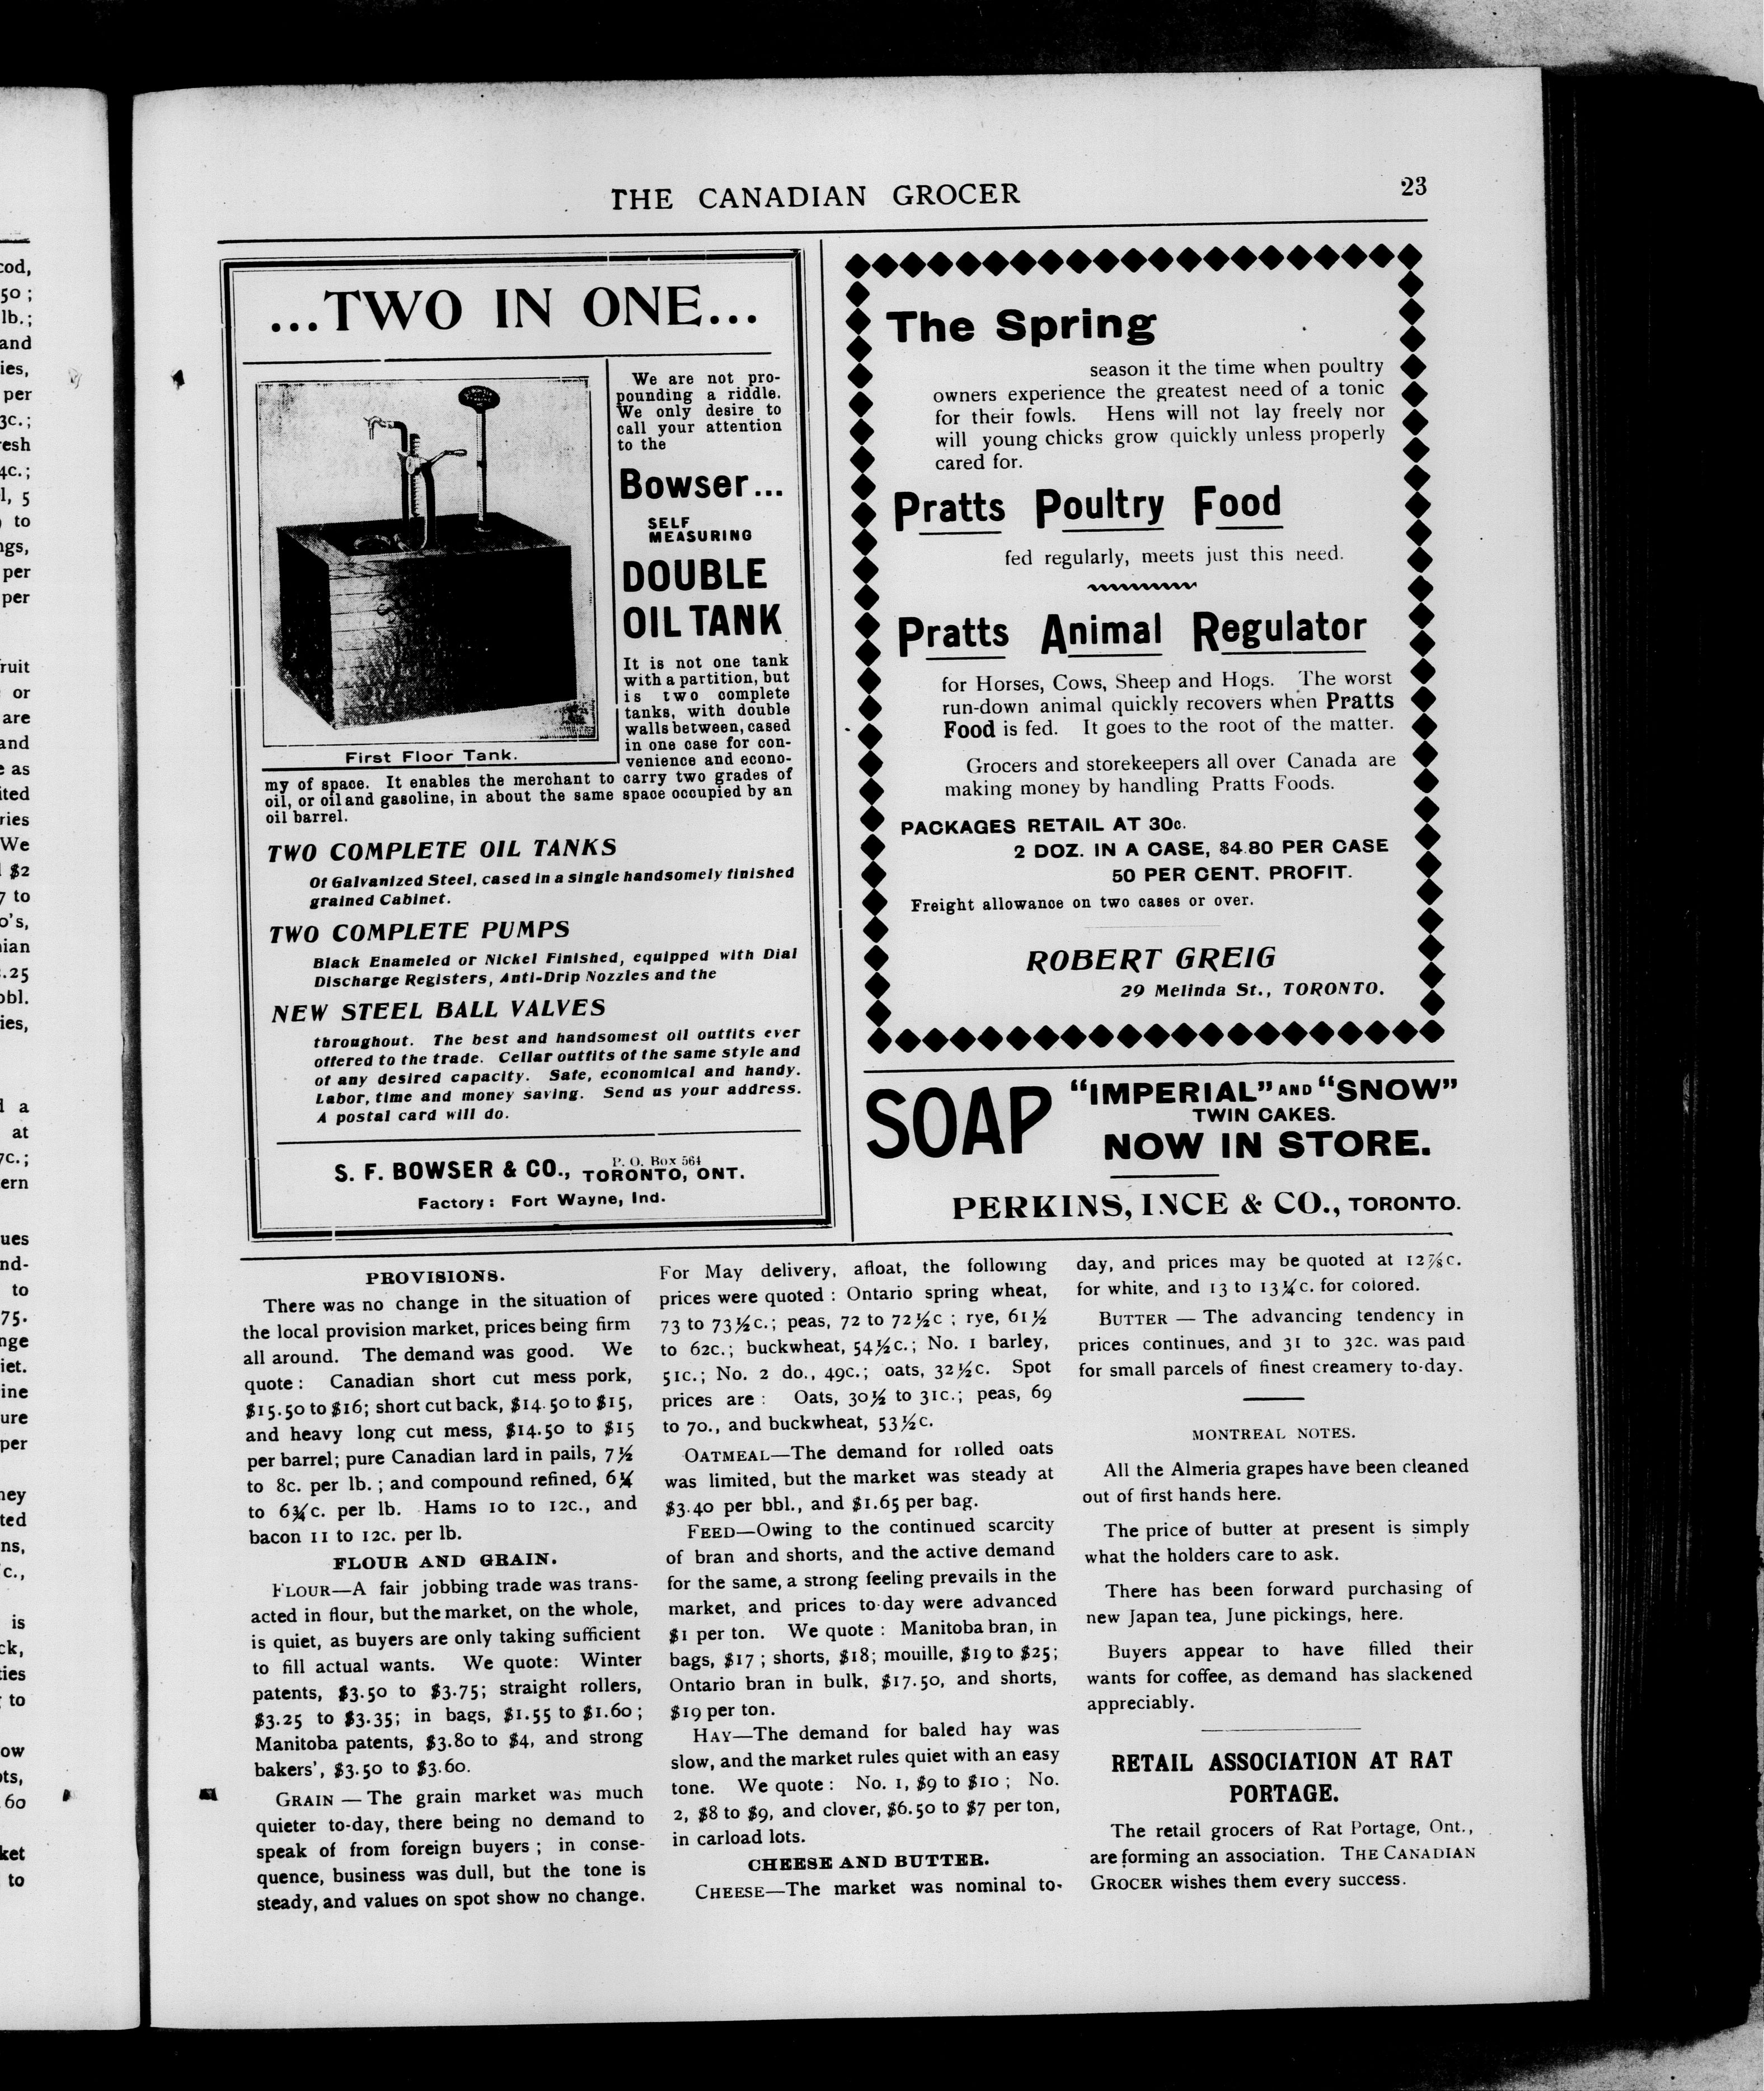 THE CANADIAN GROCER
23
...TWO IN ONE...
First Floor Tank.
We are not pro-
pounding a riddle.
We only desire to
call your attention
to the
Bowser...
SELF
MEASURING
DOUBLE
OIL TANK
It is not one tank
with a partition, but
is two complete
tanks, with double
walls between, cased
in one case for con-
venience and econo-
my of space. It enables the merchant to carry two grades of
oil, or oil and gasoline, in about the same space occupied by an
oil barrel.
TWO COMPLETE OIL TANKS
Of Galvanized Steel, cased in a single handsomely finished
grained Cabinet.
TWO COMPLETE PUMPS
Black Enameled or Nickel Finished, equipped with Dial
Discharge Registers, Anti-Drip Nozzles and the
NEW STEEL BALL VALVES
throughout. The best and handsomest oil outfits ever
offered to the trade. Cellar outfits of the same style and
of any desired capacity. Safe, economical and handy.
Labor, time and money saving. Send us your address.
A postal card will do.
S. F. BOWSER & CO., P. O. Box 564
TORONTO, ONT.
Factory: Fort Wayne, Ind.
The Spring
season it the time when poultry
owners experience the greatest need of a tonic
for their fowls. Hens will not lay freely nor
will young chicks grow quickly unless properly
cared for.
Pratts Poultry Food
fed regularly, meets just this need.
Pratts Animal Regulator
for Horses, Cows, Sheep and Hogs. The worst
run-down animal quickly recovers when Pratts
Food is fed. It goes to the root of the matter.
Grocers and storekeepers all over Canada are
making money by handling Pratts Foods.
PACKAGES RETAIL AT 30c.
2 DOZ. IN A CASE, $4.80 PER CASE
50 PER CENT. PROFIT.
Freight allowance on two cases or over.
ROBERT GREIG
29 Melinda St., TORONTO.
SOAP
"IMPERIAL" AND "SNOW"
TWIN CAKES.
NOW IN STORE.
PERKINS, INCE & CO., TORONTO.
PROVISIONS.
There was no change in the situation of
the local provision market, prices being firm
all around. The demand was good. We
quote: Canadian short cut mess pork,
$15.50 to $16; short cut back, $14.50 to $15,
and heavy long cut mess, $14.50 to $15
per barrel; pure Canadian lard in pails, 7½
to 8c. per lb.; and compound refined, 6¼
to 6¾c. per lb. Hams 10 to 12c., and
bacon 11 to 12c. per lb.
FLOUR AND GRAIN.
FLOUR—A fair jobbing trade was trans-
acted in flour, but the market, on the whole,
is quiet, as buyers are only taking sufficient
to fill actual wants. We quote: Winter
patents, $3.50 to $3.75; straight rollers,
$3.25 to $3.35; in bags, $1.55 to $1.60;
Manitoba patents, $3.80 to $4, and strong
bakers', $3.50 to $3.60.
GRAIN — The grain market was much
quieter to-day, there being no demand to
speak of from foreign buyers; in conse-
quence, business was dull, but the tone is
steady, and values on spot show no change.
For May delivery, afloat, the following
prices were quoted: Ontario spring wheat,
73 to 73½c.; peas, 72 to 72½c; rye, 61½
to 62c.; buckwheat, 54½c.; No. 1 barley,
51c.; No. 2 do., 49c.; oats, 32½c. Spot
prices are: Oats, 30½ to 31c.; peas, 69
to 70., and buckwheat, 53½c.
OATMEAL—The demand for rolled oats
was limited, but the market was steady at
$3.40 per bbl., and $1.65 per bag.
FEED—Owing to the continued scarcity
of bran and shorts, and the active demand
for the same, a strong feeling prevails in the
market, and prices to-day were advanced
$1 per ton. We quote: Manitoba bran, in
bags, $17; shorts, $18; mouille, $19 to $25;
Ontario bran in bulk, $17.50, and shorts,
$19 per ton.
HAY—The demand for baled hay was
slow, and the market rules quiet with an easy
tone. We quote: No. 1, $9 to $10; No.
2, $8 to $9, and clover, $6.50 to $7 per ton,
in carload lots.
CHEESE AND BUTTER.
CHEESE—The market was nominal to-
day, and prices may be quoted at 12⅞c.
for white, and 13 to 13¼c. for colored.
BUTTER — The advancing tendency in
prices continues, and 31 to 32c. was paid
for small parcels of finest creamery to-day.
MONTREAL NOTES.
All the Almeria grapes have been cleaned
out of first hands here.
The price of butter at present is simply
what the holders care to ask.
There has been forward purchasing of
new Japan tea, June pickings, here.
Buyers appear to have filled their
wants for coffee, as demand has slackened
appreciably.
RETAIL ASSOCIATION AT RAT
PORTAGE.
The retail grocers of Rat Portage, Ont.,
are forming an association. THE CANADIAN
GROCER wishes them every success.